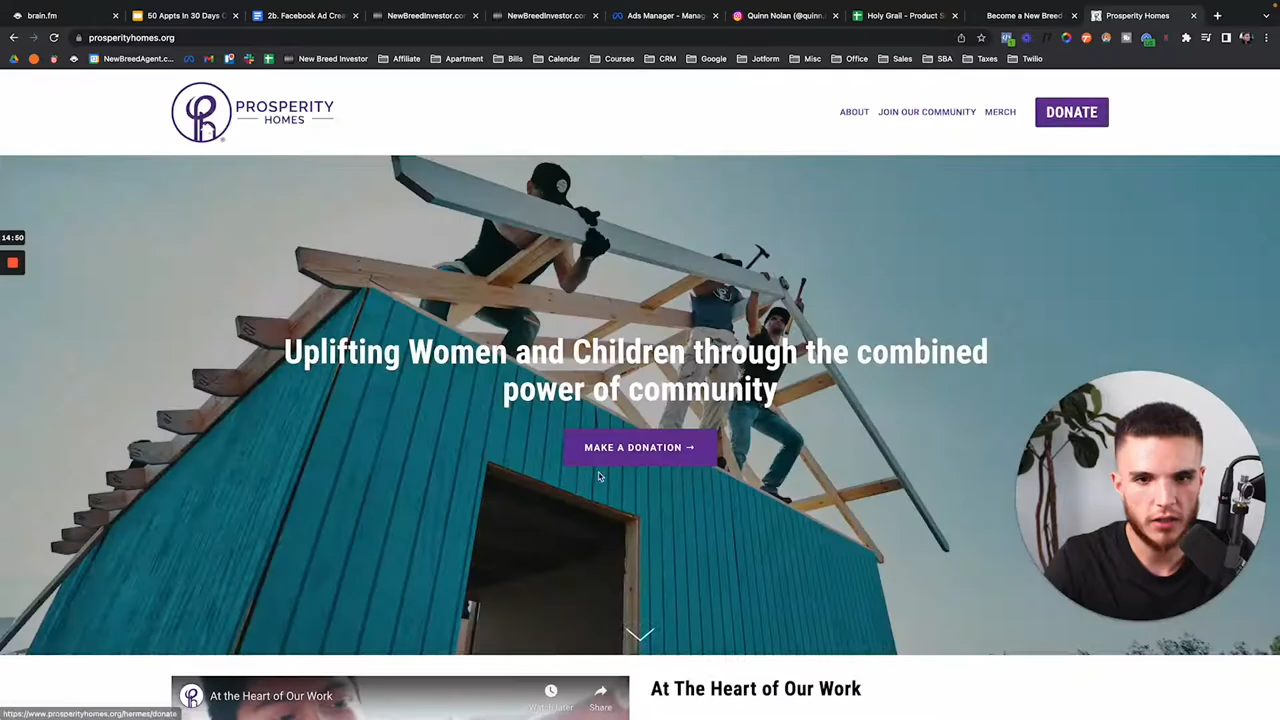 brain.fm
50 Appts In 30 Days C
2b. Facebook Ad Crea
NewBreedInvestor.co
NewBreedInvestor.co
Ads Manager - Manag
Quinn Nolan (@quinn.
Holy Grail - Product S
Become a New Breed
Prosperity Homes
prosperityhomes.org
NewBreedAgent.c...
New Breed Investor
Affiliate
Apartment
Bills
Calendar
Courses
CRM
Google
Jotform
Misc
Office
Sales
SBA
Taxes
Twilio
PROSPERITY
HOMES
ABOUT
JOIN OUR COMMUNITY
MERCH
DONATE
14:50
Uplifting Women and Children through the combined
power of community
MAKE A DONATION →
At the Heart of Our Work
Watch later
Share
At The Heart of Our Work
https://www.prosperityhomes.org/hermes/donate